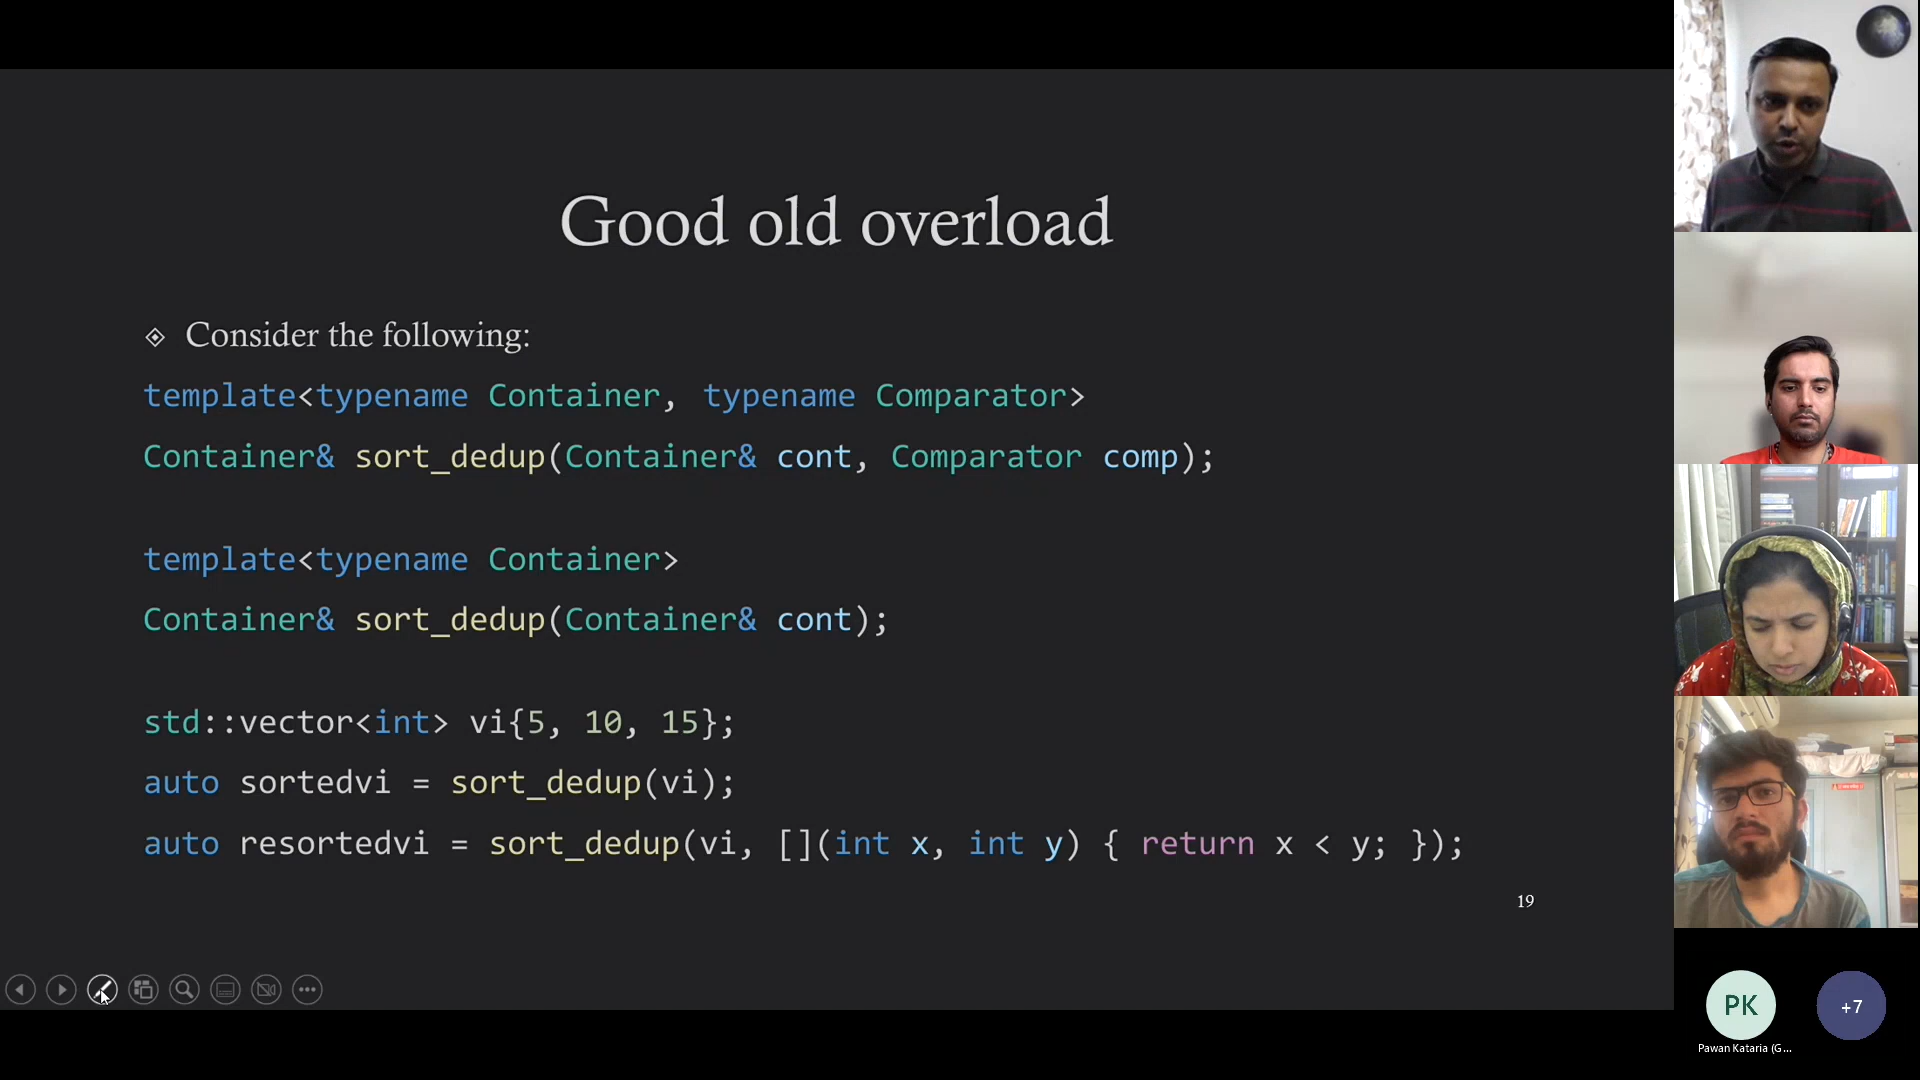 Good old overload
Consider the following:
template<typename Container, typename Comparator>
Container& sort_dedup(Container& cont, Comparator comp);
template<typename Container>
Container& sort_dedup(Container& cont);
std::vector<int> vi{5, 10, 15};
auto sortedvi = sort_dedup(vi);
auto resortedvi = sort_dedup(vi, [](int x, int y) { return x < y; });
19
PK
+7
Pawan Kataria (G...